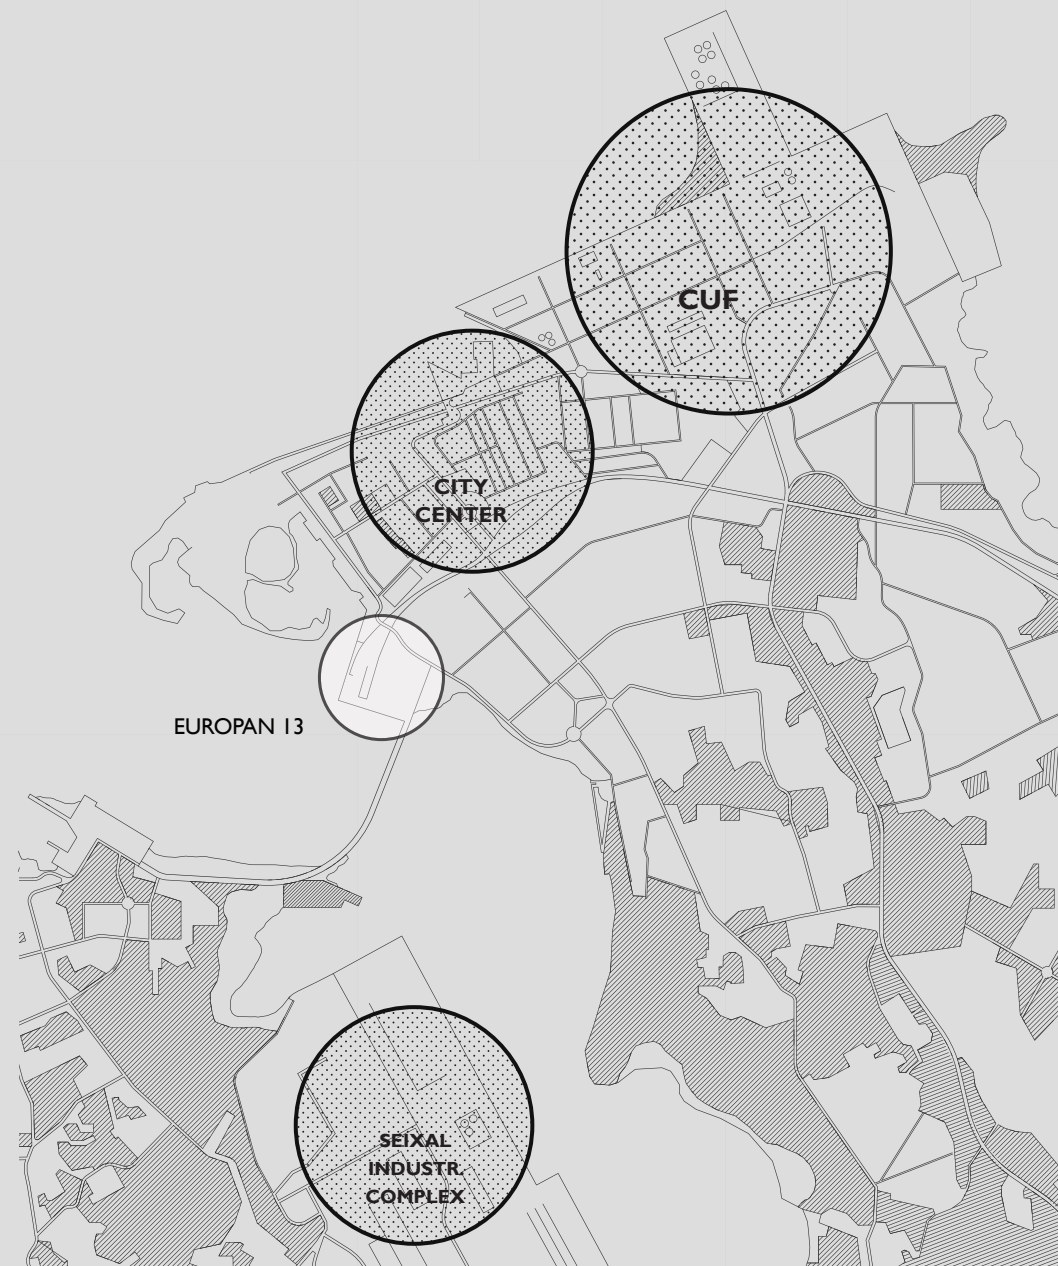 CUF
CITY
CENTER
EUROPAN 13
SEIXAL
INDUSTR.
COMPLEX